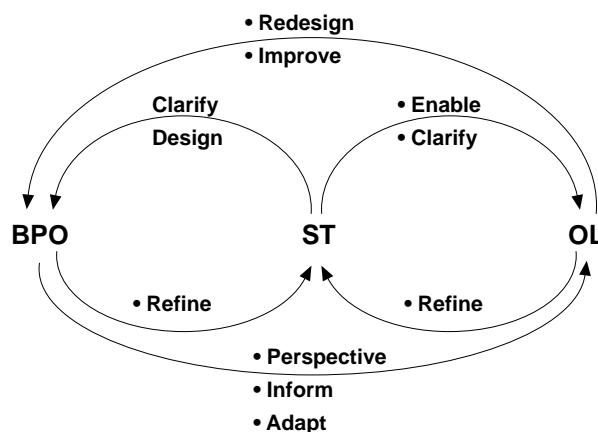 • Redesign
• Improve
Clarify
• Enable
Design
• Clarify
BPO
ST
OL
• Refine
• Refine
• Perspective
• Inform
• Adapt